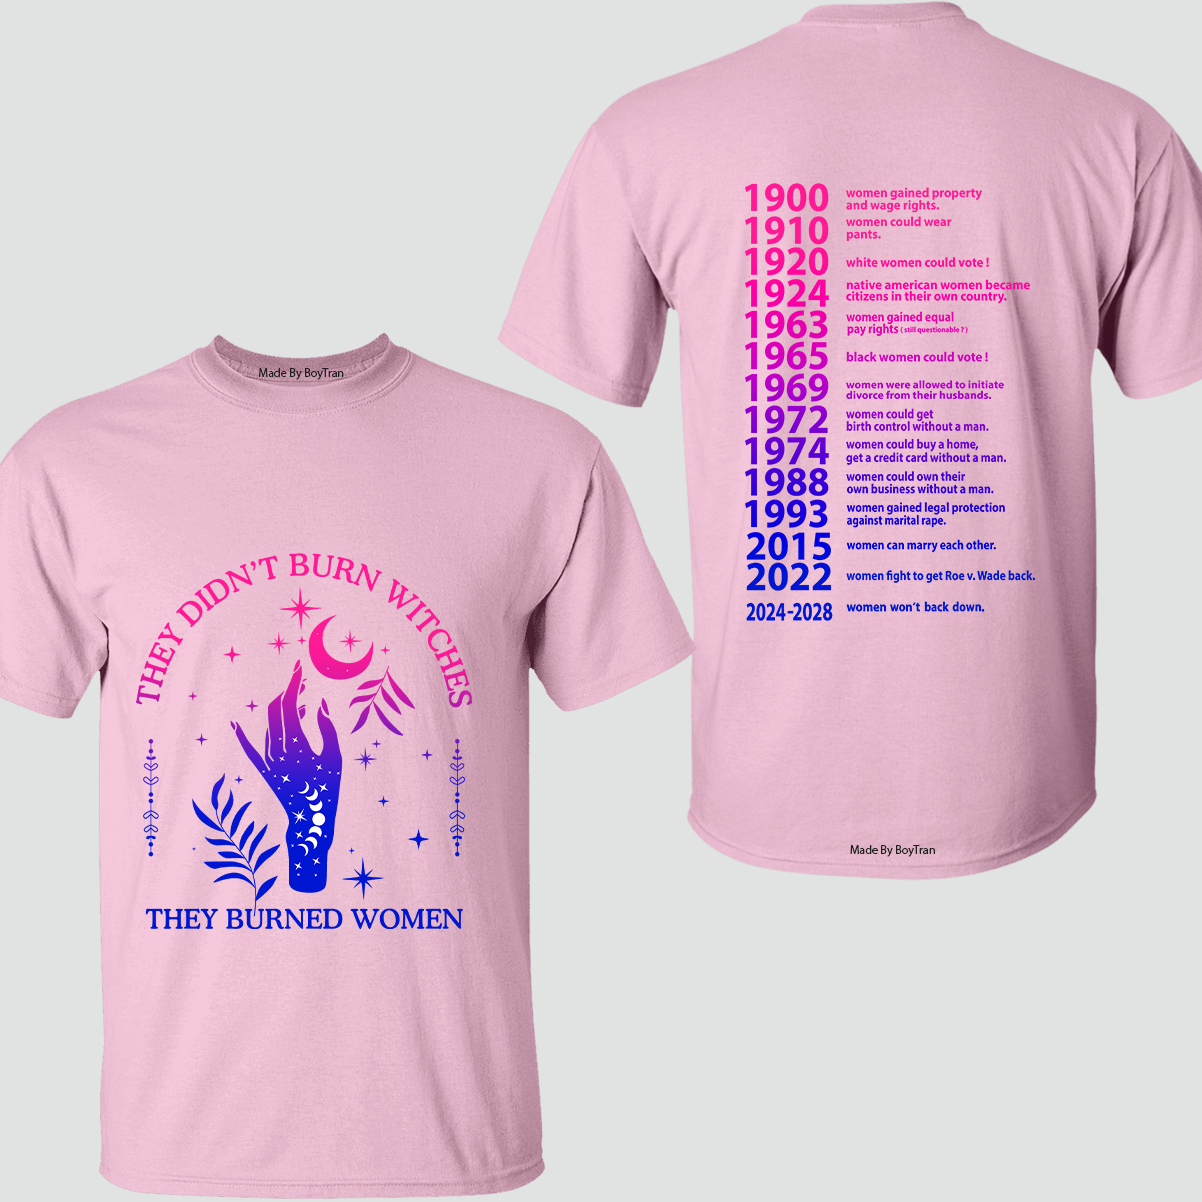 Made By BoyTran
THEY DIDN'T BURN WITCHES
THEY BURNED WOMEN
1900 women gained property
and wage rights.
1910 women could wear
pants.
1920 white women could vote !
1924 native american women became
citizens in their own country.
1963 women gained equal
pay rights ( still questionable ? )
1965 black women could vote !
1969 women were allowed to initiate
divorce from their husbands.
1972 women could get
birth control without a man.
1974 women could buy a home,
get a credit card without a man.
1988 women could own their
own business without a man.
1993 women gained legal protection
against marital rape.
2015 women can marry each other.
2022 women fight to get Roe v. Wade back.
2024-2028 women won't back down.
Made By BoyTran